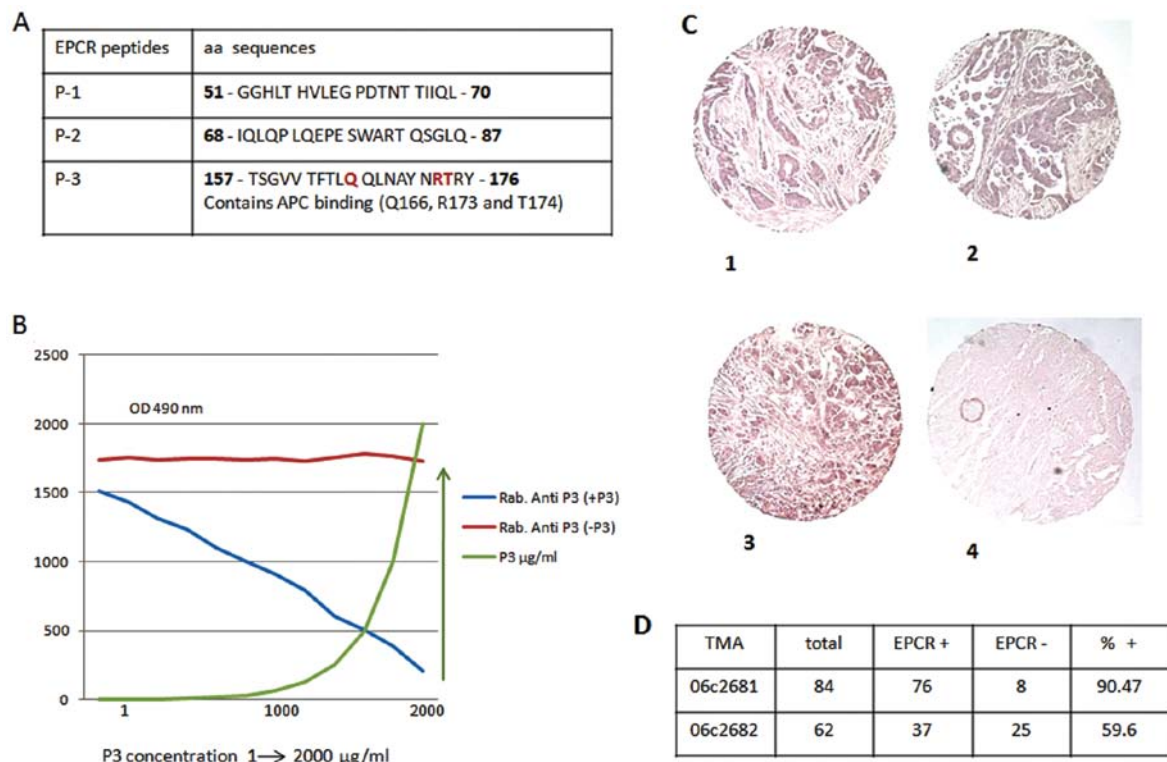 A
EPCR peptides aa sequences
P-1 51 - GGHLT HVLEG PDTNT TIIQL - 70
P-2 68 - IQLQP LQEPE SWART QSGLQ - 87
P-3 157 - TSGVV TFTLQ QLNAY NRTRY - 176
Contains APC binding (Q166, R173 and T174)
B
2500
2000
1500
1000
500
0
OD 490 nm
1 1000 2000
P3 concentration 1→ 2000 µg/ml
Rab. Anti P3 (+P3)
Rab. Anti P3 (-P3)
P3 µg/ml
C
1 2
3 4
D
TMA total EPCR + EPCR - % +
06c2681 84 76 8 90.47
06c2682 62 37 25 59.6